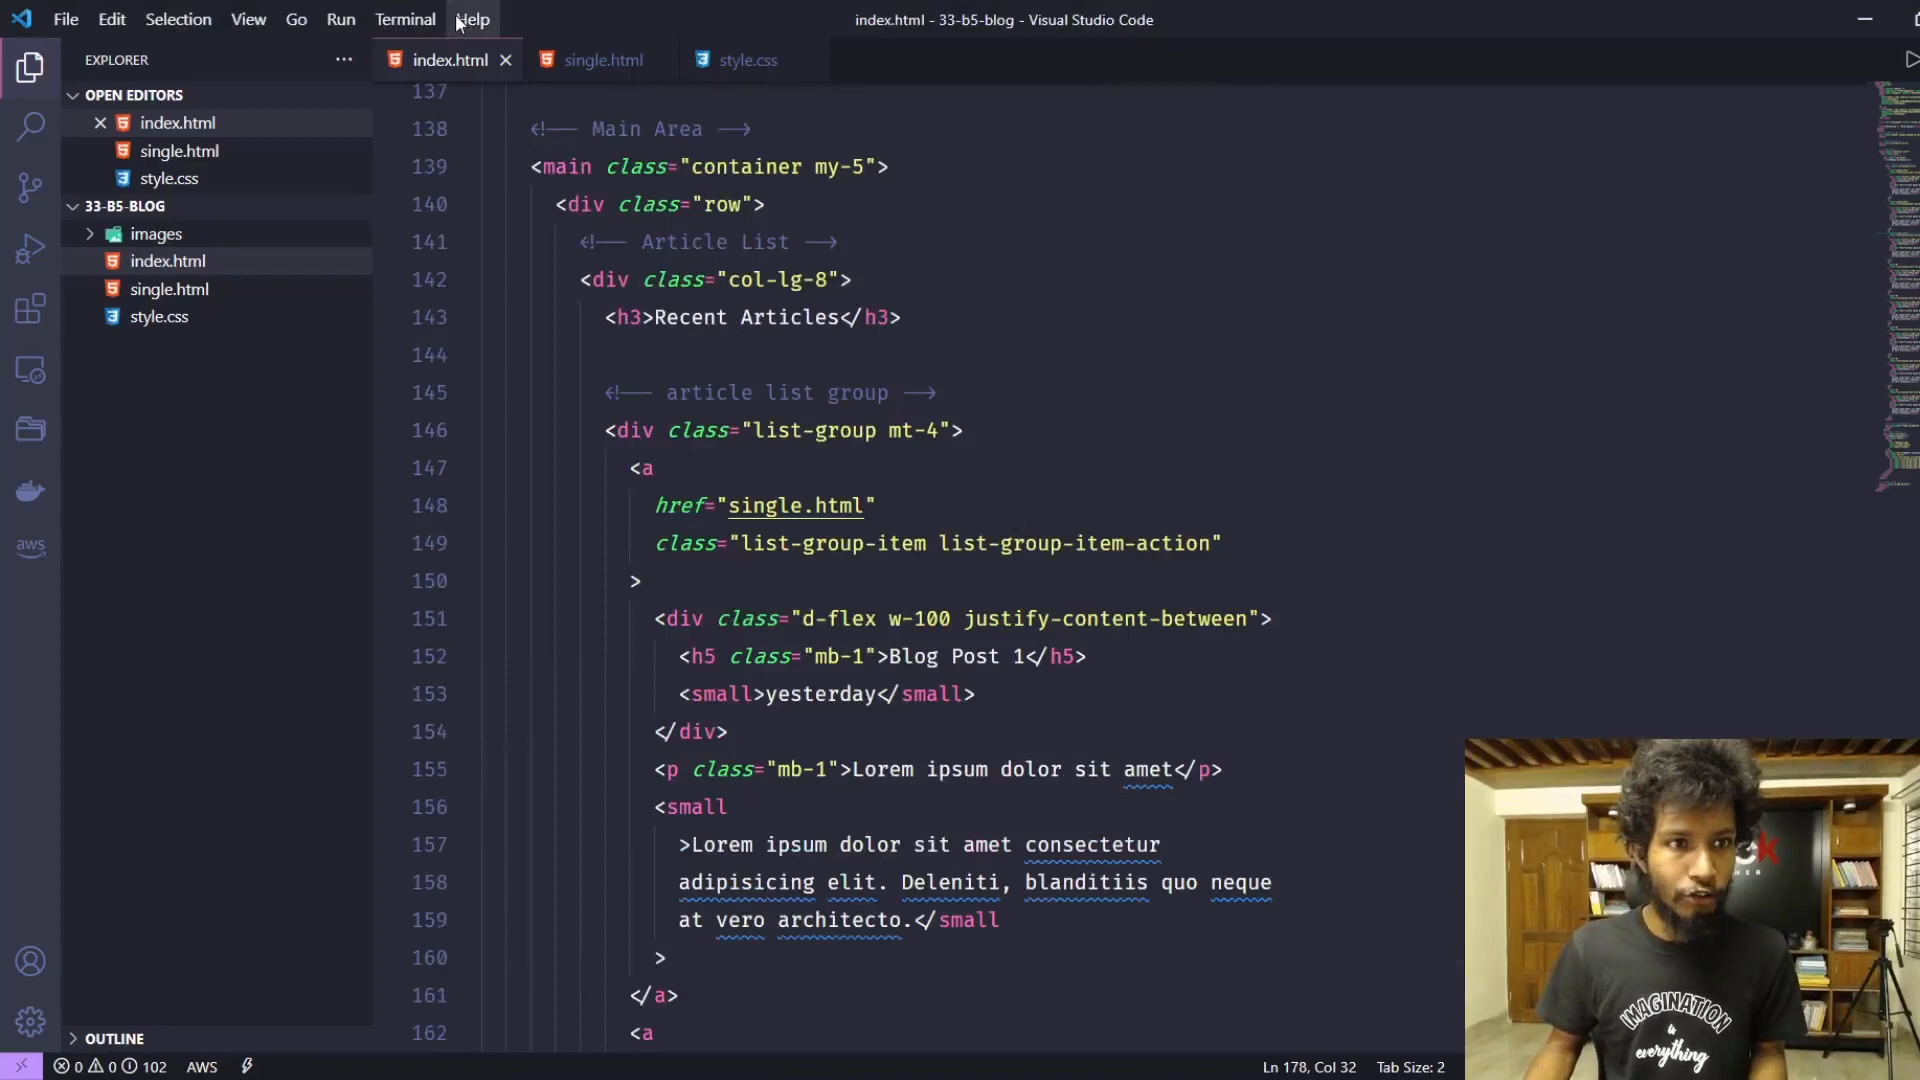 File Edit Selection View Go Run Terminal Help
index.html - 33-b5-blog - Visual Studio Code
EXPLORER
index.html
single.html
style.css
OPEN EDITORS
index.html
single.html
style.css
33-B5-BLOG
images
index.html
single.html
style.css
aws
OUTLINE
137
138 <!-- Main Area -->
139 <main class="container my-5">
140 <div class="row">
141 <!-- Article List -->
142 <div class="col-lg-8">
143 <h3>Recent Articles</h3>
144
145 <!-- article list group -->
146 <div class="list-group mt-4">
147 <a
148 href="single.html"
149 class="list-group-item list-group-item-action"
150 >
151 <div class="d-flex w-100 justify-content-between">
152 <h5 class="mb-1">Blog Post 1</h5>
153 <small>yesterday</small>
154 </div>
155 <p class="mb-1">Lorem ipsum dolor sit amet</p>
156 <small
157 >Lorem ipsum dolor sit amet consectetur
158 adipisicing elit. Deleniti, blanditiis quo neque
159 at vero architecto.</small
160 >
161 </a>
162 <a
IMAGINATION
is
everything
0 0 102 AWS
Ln 178, Col 32 Tab Size: 2